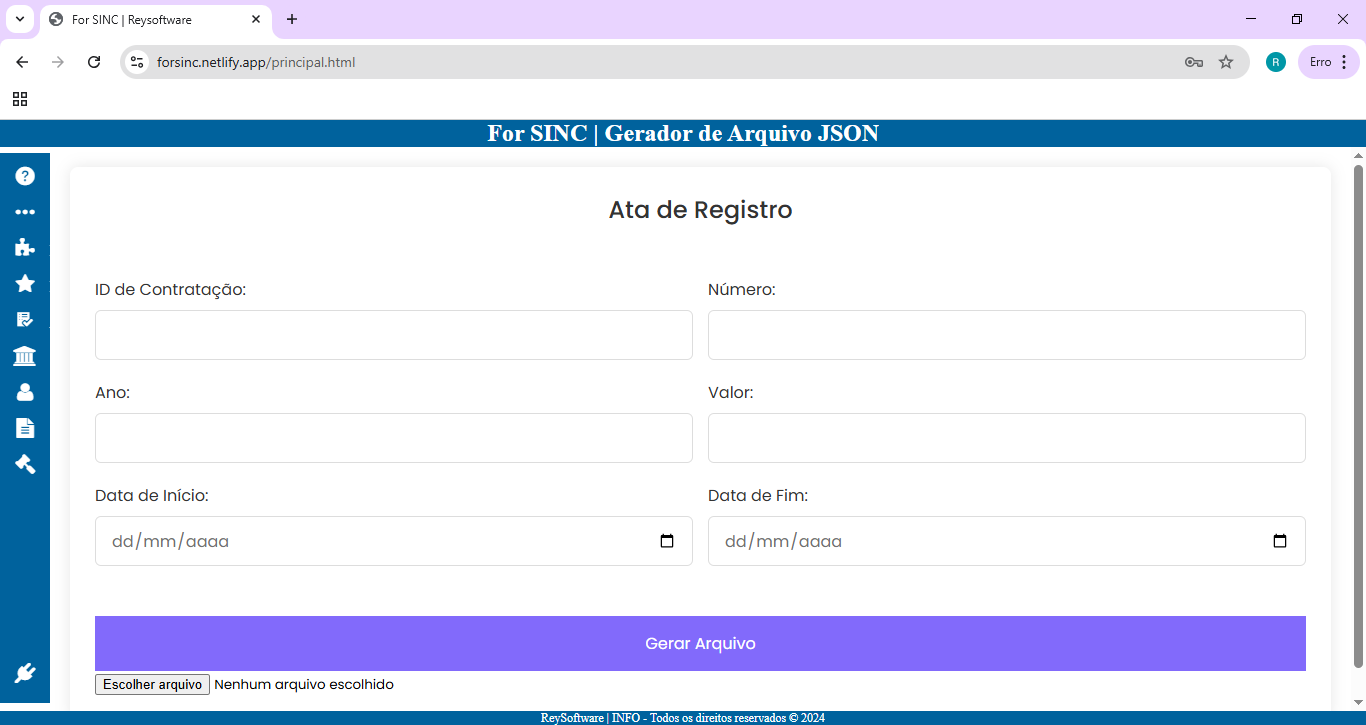 For SINC | Reysoftware
forsinc.netlify.app/principal.html
R
Erro
For SINC | Gerador de Arquivo JSON
?
Ata de Registro
ID de Contratação: Número:
Ano: Valor:
Data de Início: Data de Fim:
dd/mm/aaaa dd/mm/aaaa
Gerar Arquivo
Escolher arquivo Nenhum arquivo escolhido
ReySoftware | INFO - Todos os direitos reservados © 2024